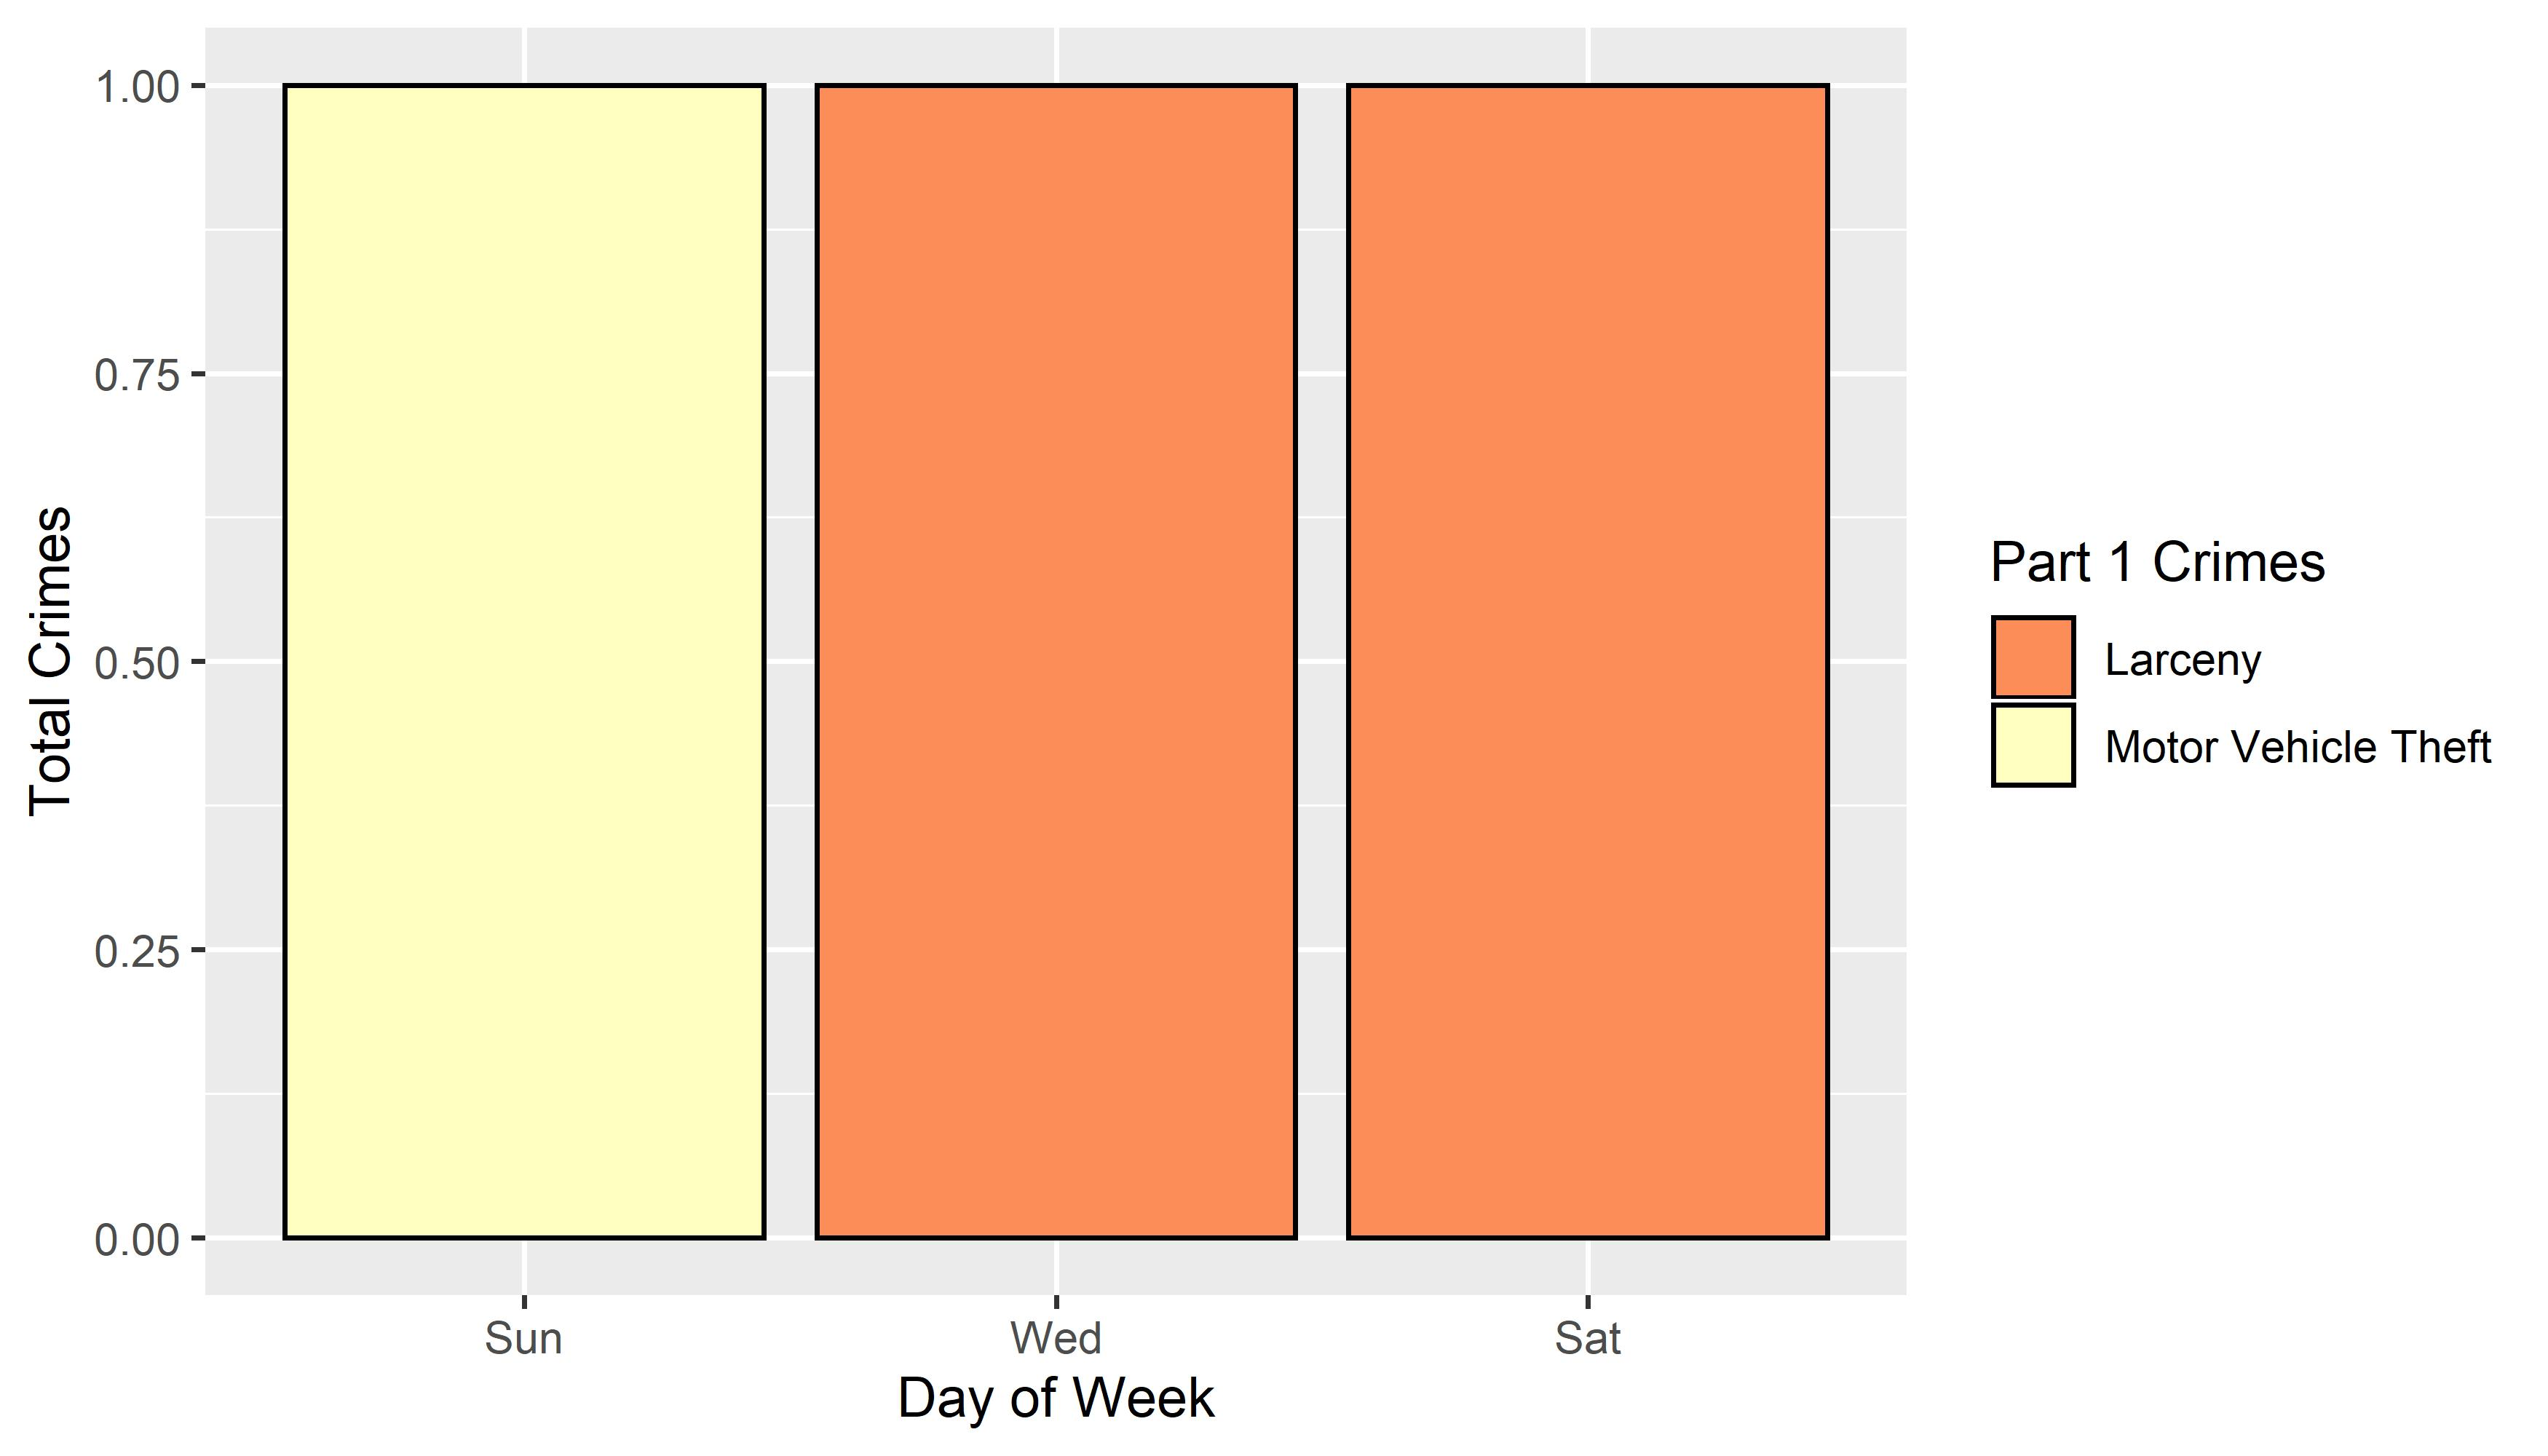 Total Crimes
1.00
0.75
0.50
0.25
0.00
Sun Wed Sat
Day of Week
Part 1 Crimes
Larceny
Motor Vehicle Theft